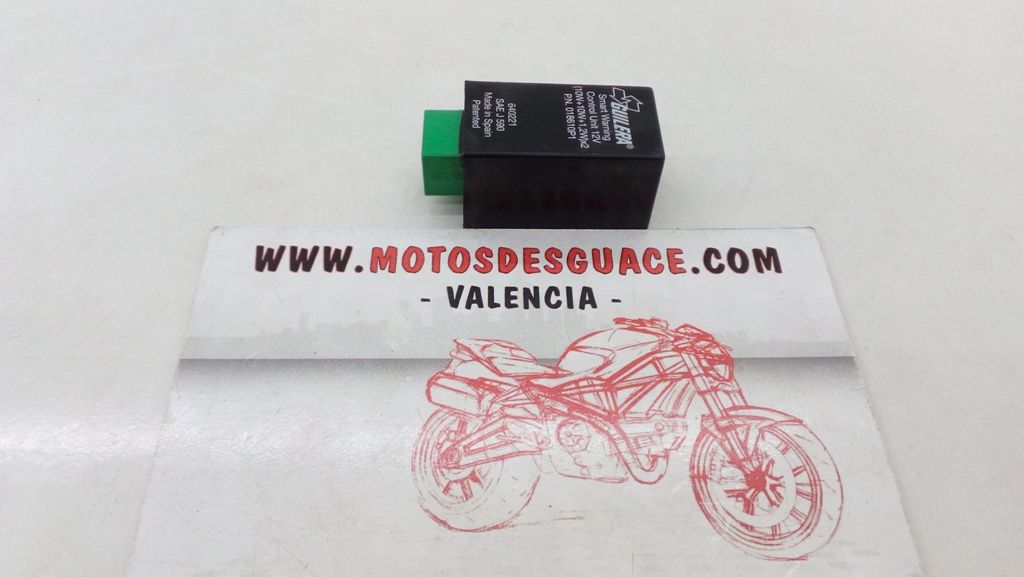 GUILERA®
Smart Warning
Control Unit 12V
(10W+10W+1,2W)x2
P.N. 018610P1
640221
SAE J 590
Made in Spain
Patented
WWW.MOTOSDESGUACE.COM
- VALENCIA -